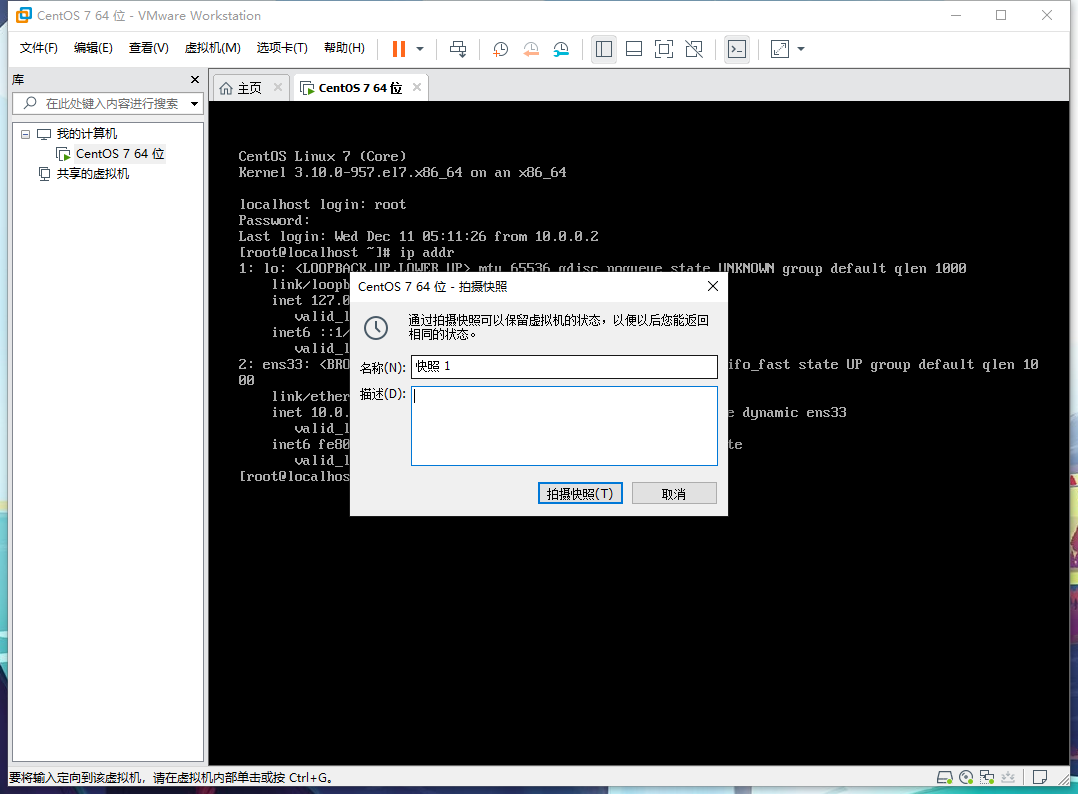 CentOS 7 64 位 - VMware Workstation
文件(F) 编辑(E) 查看(V) 虚拟机(M) 选项卡(T) 帮助(H)
库
在此处键入内容进行搜索
我的计算机
CentOS 7 64 位
共享的虚拟机
主页
CentOS 7 64 位
CentOS Linux 7 (Core)
Kernel 3.10.0-957.el7.x86_64 on an x86_64
localhost login: root
Password:
Last login: Wed Dec 11 05:11:26 from 10.0.0.2
[root@localhost ~]# ip addr
1: lo: <LOOPBACK,UP,LOWER_UP> mtu 65536 qdisc noqueue state UNKNOWN group default qlen 1000
link/loopb
inet 127.0
valid_l
inet6 ::1/
valid_l
2: ens33: <BRO ifo_fast state UP group default qlen 10
00
link/ether
inet 10.0. e dynamic ens33
valid_l
inet6 fe80 te
valid_l
[root@localhos
CentOS 7 64 位 - 拍摄快照
通过拍摄快照可以保留虚拟机的状态，以便以后您能返回
相同的状态。
名称(N): 快照 1
描述(D):
拍摄快照(T) 取消
要将输入定向到该虚拟机，请在虚拟机内部单击或按 Ctrl+G。